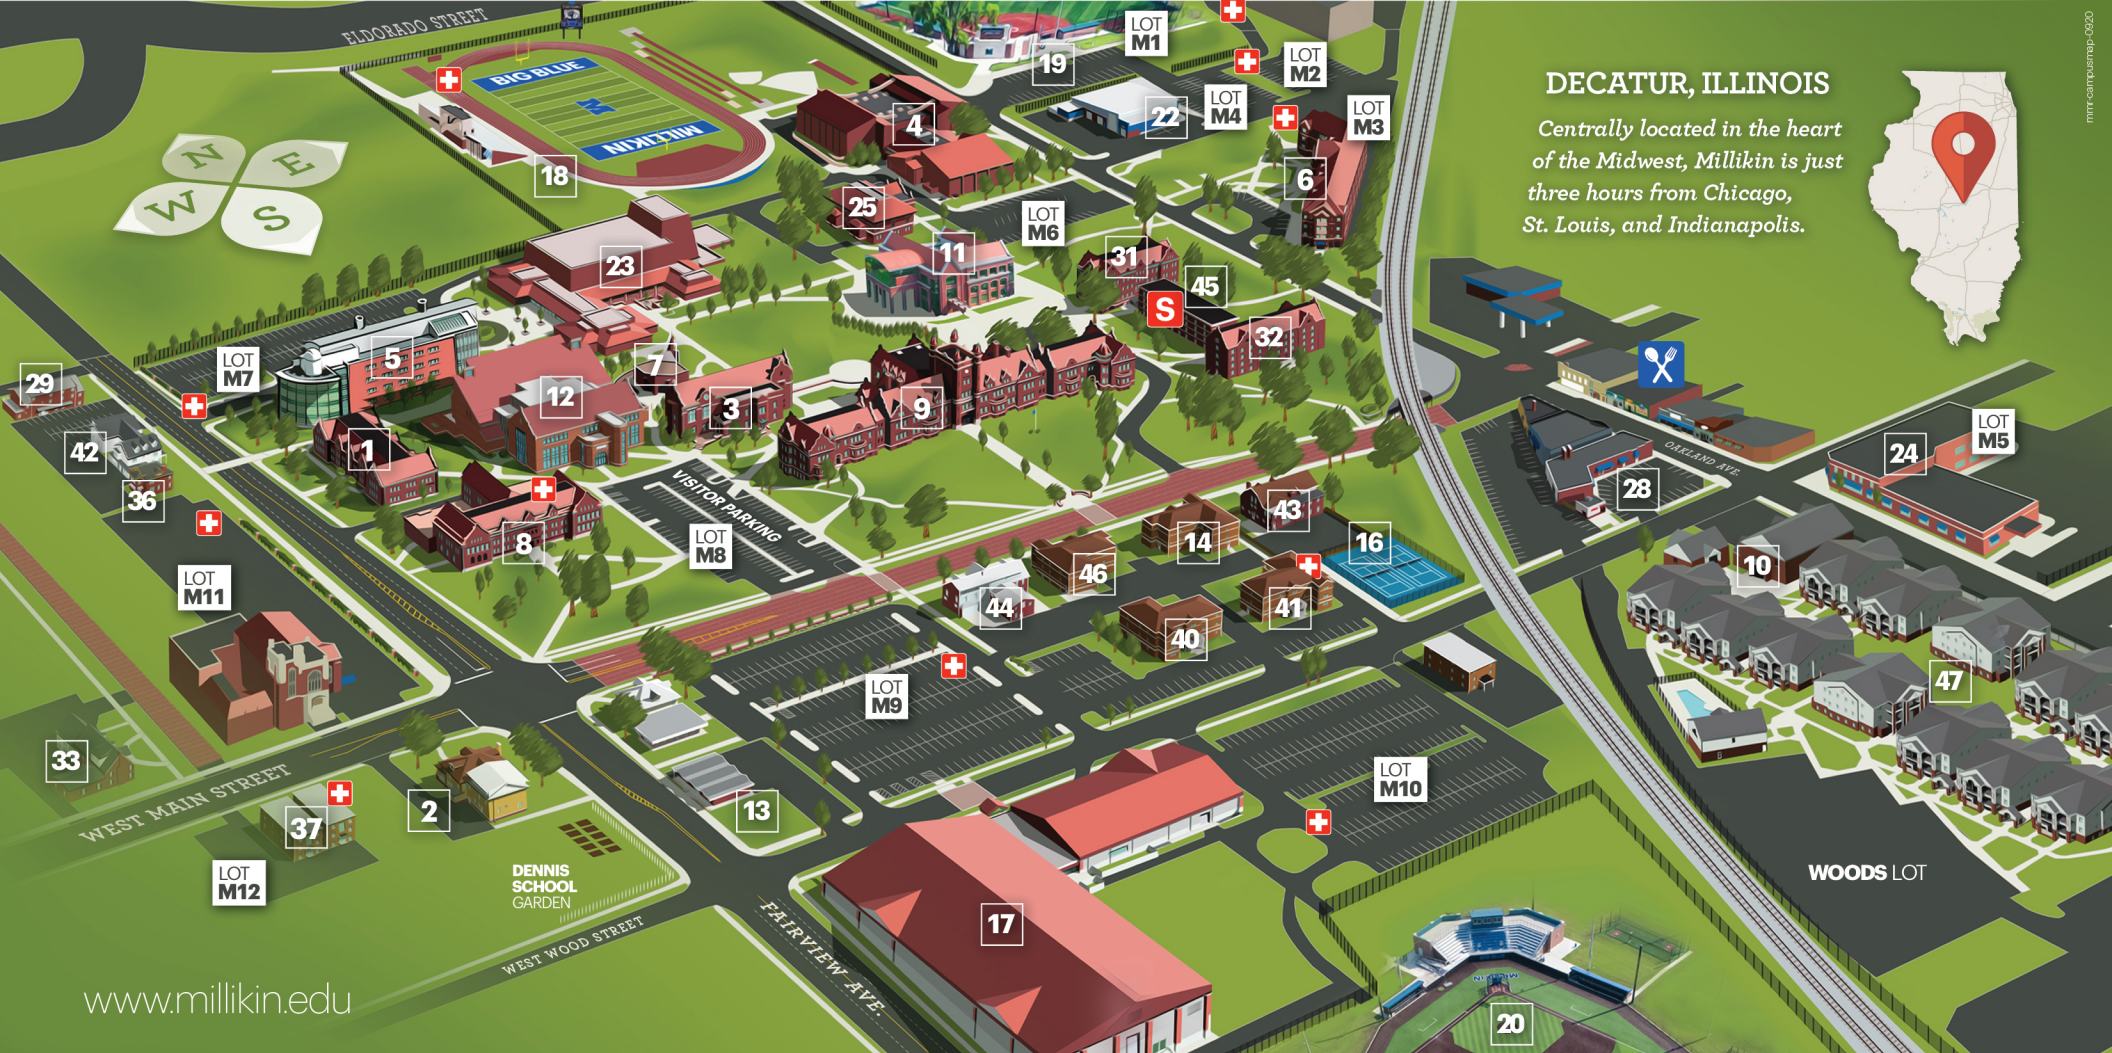 ELDORADO STREET
BIG BLUE
M
MILLIKIN
N
E
W
S
LOT
M1
LOT
M2
LOT
M3
LOT
M4
19
22
4
18
6
25
LOT
M6
11
23
31
45
S
32
DECATUR, ILLINOIS
Centrally located in the heart
of the Midwest, Millikin is just
three hours from Chicago,
St. Louis, and Indianapolis.
mmr-campusmap-0920
LOT
M7
5
7
12
3
9
29
42
36
1
8
VISITOR PARKING
LOT
M8
LOT
M11
OAKLAND AVE.
28
24
LOT
M5
10
47
43
14
16
46
44
41
40
LOT
M9
LOT
M10
33
WEST MAIN STREET
37
2
13
LOT
M12
DENNIS
SCHOOL
GARDEN
WEST WOOD STREET
FAIRVIEW AVE.
17
20
WOODS LOT
www.millikin.edu